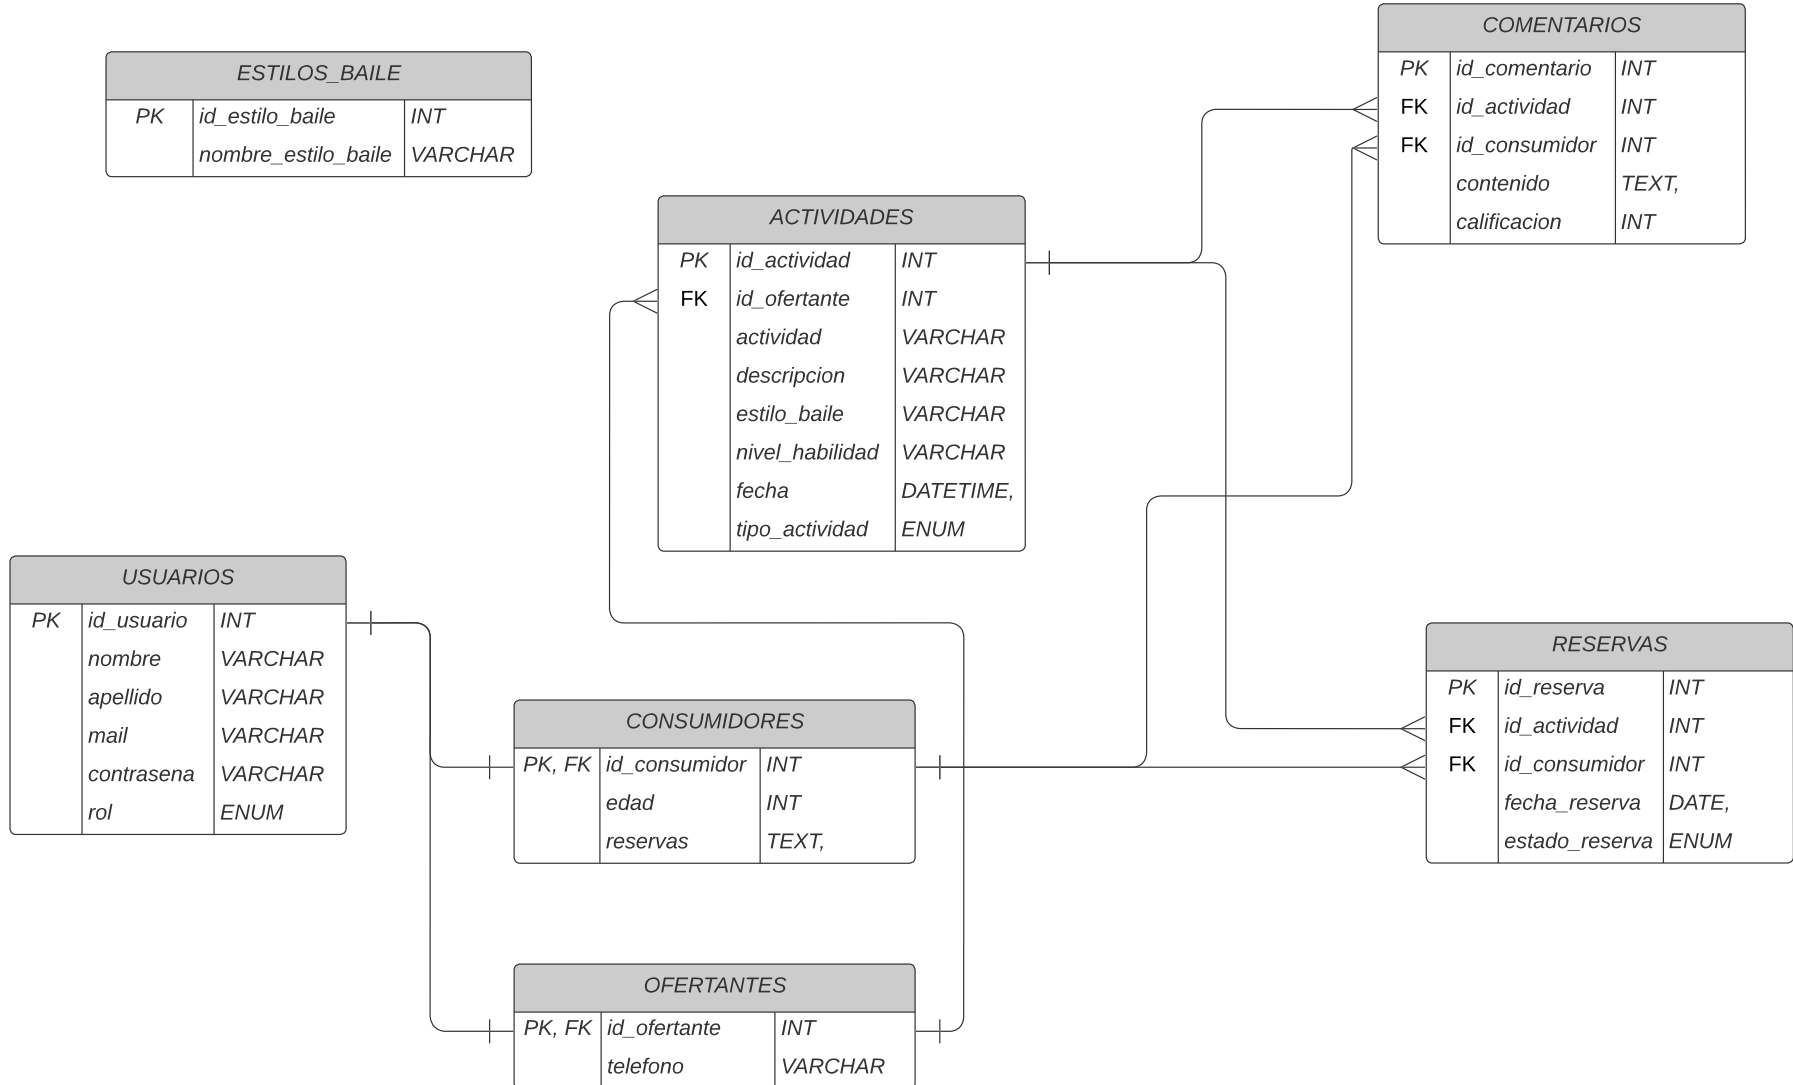 COMENTARIOS
PK id_comentario INT
FK id_actividad INT
FK id_consumidor INT
contenido TEXT,
calificacion INT
ESTILOS_BAILE
PK id_estilo_baile INT
nombre_estilo_baile VARCHAR
ACTIVIDADES
PK id_actividad INT
FK id_ofertante INT
actividad VARCHAR
descripcion VARCHAR
estilo_baile VARCHAR
nivel_habilidad VARCHAR
fecha DATETIME,
tipo_actividad ENUM
USUARIOS
PK id_usuario INT
nombre VARCHAR
apellido VARCHAR
mail VARCHAR
contrasena VARCHAR
rol ENUM
RESERVAS
PK id_reserva INT
FK id_actividad INT
FK id_consumidor INT
fecha_reserva DATE,
estado_reserva ENUM
CONSUMIDORES
PK, FK id_consumidor INT
edad INT
reservas TEXT,
OFERTANTES
PK, FK id_ofertante INT
telefono VARCHAR